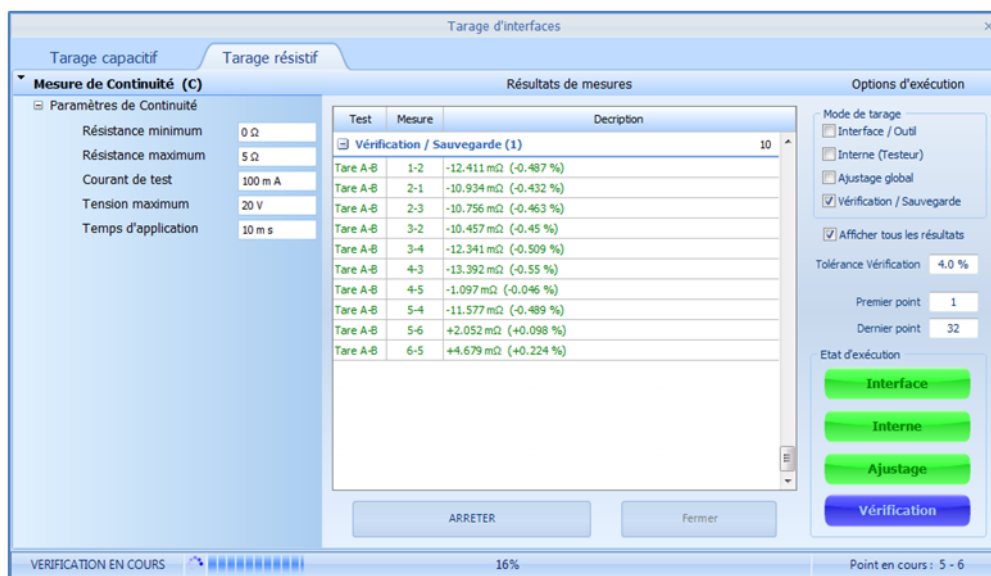 Tarage d'interfaces
Tarage capacitif
Tarage résistif
Mesure de Continuité (C)
Résultats de mesures
Options d'exécution
Paramètres de Continuité
Résistance minimum 0 Ω
Résistance maximum 5 Ω
Courant de test 100 m A
Tension maximum 20 V
Temps d'application 10 m s
Test Mesure Decription
Vérification / Sauvegarde (1) 10
Tare A-B 1-2 -12.411 mΩ (-0.487 %)
Tare A-B 2-1 -10.934 mΩ (-0.432 %)
Tare A-B 2-3 -10.756 mΩ (-0.463 %)
Tare A-B 3-2 -10.457 mΩ (-0.45 %)
Tare A-B 3-4 -12.341 mΩ (-0.509 %)
Tare A-B 4-3 -13.392 mΩ (-0.55 %)
Tare A-B 4-5 -1.097 mΩ (-0.046 %)
Tare A-B 5-4 -11.577 mΩ (-0.489 %)
Tare A-B 5-6 +2.052 mΩ (+0.098 %)
Tare A-B 6-5 +4.679 mΩ (+0.224 %)
ARRETER
Fermer
Mode de tarage
Interface / Outil
Interne (Testeur)
Ajustage global
Vérification / Sauvegarde
Afficher tous les résultats
Tolérance Vérification 4.0 %
Premier point 1
Dernier point 32
Etat d'exécution
Interface
Interne
Ajustage
Vérification
VERIFICATION EN COURS
16%
Point en cours : 5 - 6